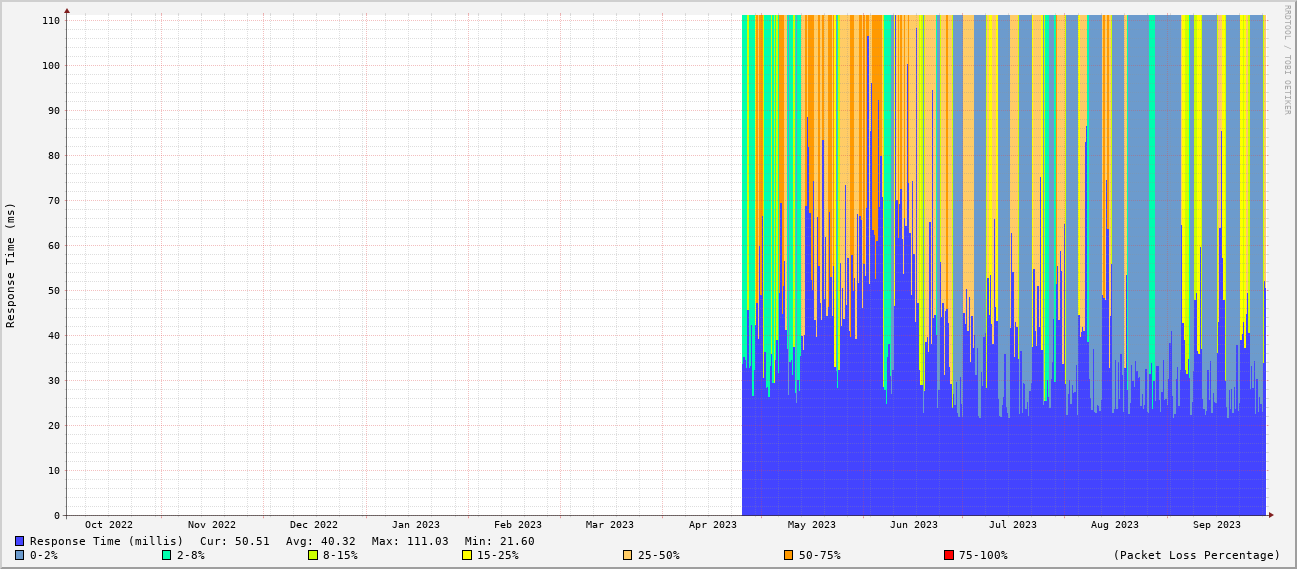 RRDTOOL / TOBI OETIKER
Response Time (ms)
110
100
90
80
70
60
50
40
30
20
10
0
Oct 2022 Nov 2022 Dec 2022 Jan 2023 Feb 2023 Mar 2023 Apr 2023 May 2023 Jun 2023 Jul 2023 Aug 2023 Sep 2023
Response Time (millis) Cur: 50.51 Avg: 40.32 Max: 111.03 Min: 21.60
0-2% 2-8% 8-15% 15-25% 25-50% 50-75% 75-100% (Packet Loss Percentage)